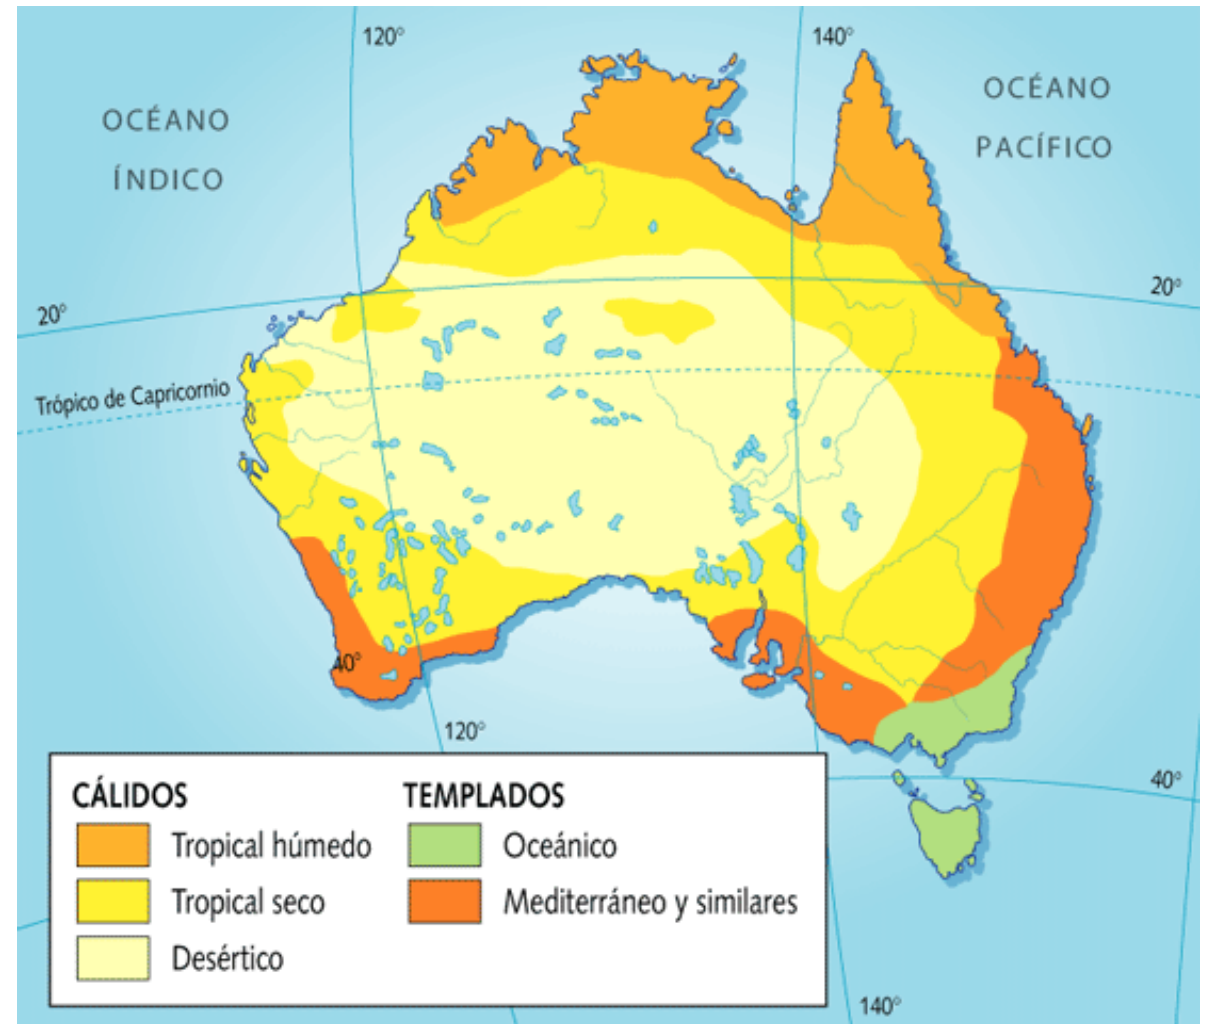 120°
140°
OCÉANO
ÍNDICO
OCÉANO
PACÍFICO
20°
20°
Trópico de Capricornio
40°
120°
40°
CÁLIDOS
Tropical húmedo
Tropical seco
Desértico
TEMPLADOS
Oceánico
Mediterráneo y similares
140°